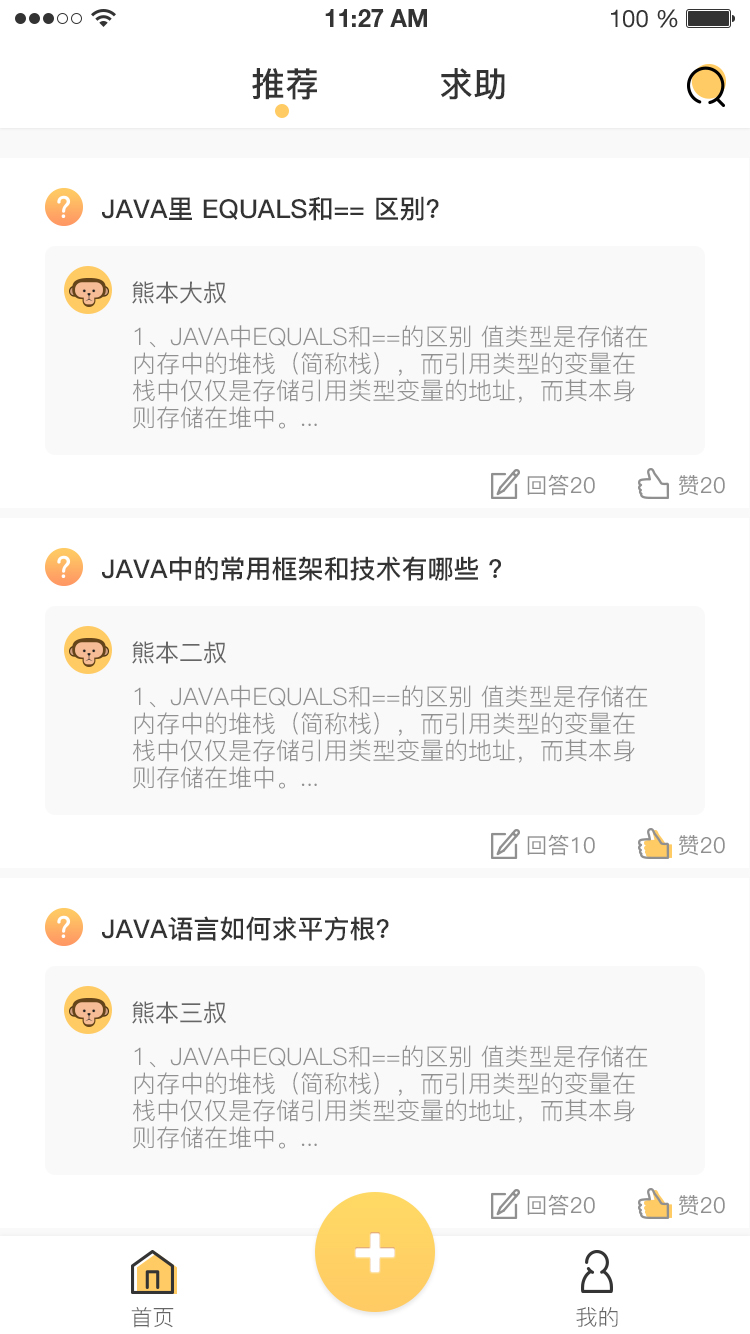 11:27 AM
100 %
推荐
求助
? JAVA里 EQUALS和== 区别?
熊本大叔
1、JAVA中EQUALS和==的区别 值类型是存储在
内存中的堆栈（简称栈），而引用类型的变量在
栈中仅仅是存储引用类型变量的地址，而其本身
则存储在堆中。...
回答20
赞20
? JAVA中的常用框架和技术有哪些 ?
熊本二叔
1、JAVA中EQUALS和==的区别 值类型是存储在
内存中的堆栈（简称栈），而引用类型的变量在
栈中仅仅是存储引用类型变量的地址，而其本身
则存储在堆中。...
回答10
赞20
? JAVA语言如何求平方根?
熊本三叔
1、JAVA中EQUALS和==的区别 值类型是存储在
内存中的堆栈（简称栈），而引用类型的变量在
栈中仅仅是存储引用类型变量的地址，而其本身
则存储在堆中。...
回答20
赞20
首页
我的